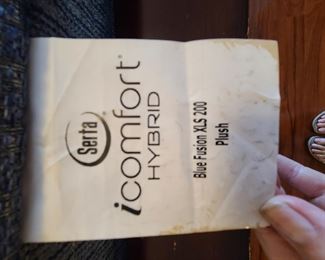 Serta
icomfort
HYBRID
Blue Fusion XLS 200
Plush